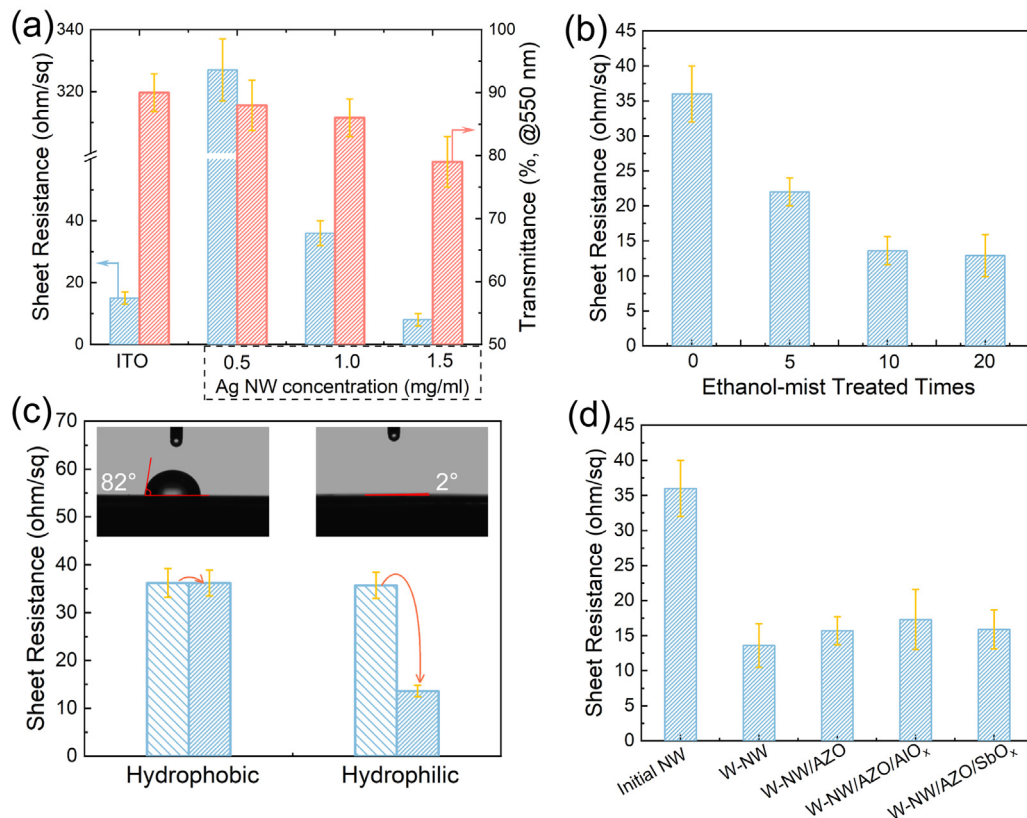 (a)
Sheet Resistance (ohm/sq)
340
320
40
20
0
100
90
80
70
60
50
Transmittance (%, @550 nm)
ITO
0.5
1.0
1.5
Ag NW concentration (mg/ml)
(b)
Sheet Resistance (ohm/sq)
45
40
35
30
25
20
15
10
5
0
0
5
10
20
Ethanol-mist Treated Times
(c)
Sheet Resistance (ohm/sq)
70
60
50
40
30
20
10
0
82°
2°
Hydrophobic
Hydrophilic
(d)
Sheet Resistance (ohm/sq)
45
40
35
30
25
20
15
10
5
0
Initial NW
W-NW
W-NW/AZO
W-NW/AZO/AlOₓ
W-NW/AZO/SbOₓ